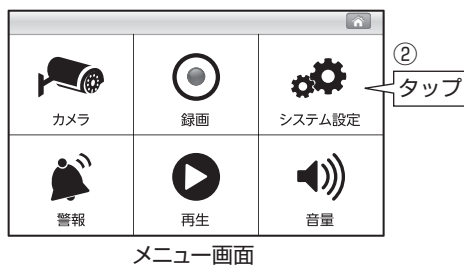 ②
タップ
カメラ
録画
システム設定
警報
再生
音量
メニュー画面